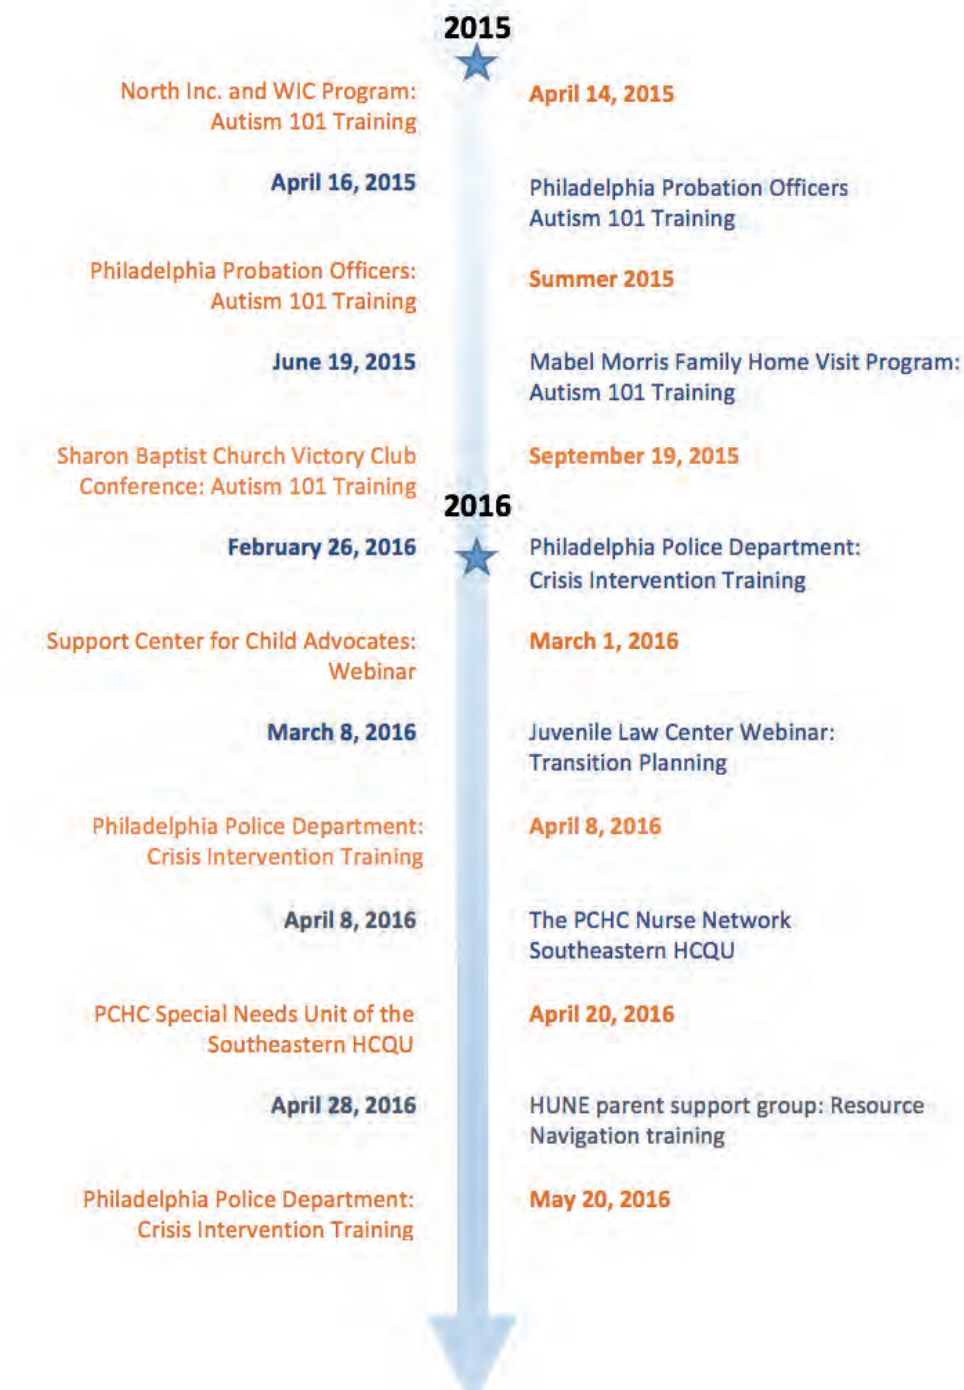 2015
North Inc. and WIC Program:
Autism 101 Training
April 14, 2015
April 16, 2015
Philadelphia Probation Officers
Autism 101 Training
Philadelphia Probation Officers:
Autism 101 Training
Summer 2015
June 19, 2015
Mabel Morris Family Home Visit Program:
Autism 101 Training
Sharon Baptist Church Victory Club
Conference: Autism 101 Training
September 19, 2015
2016
February 26, 2016
Philadelphia Police Department:
Crisis Intervention Training
Support Center for Child Advocates:
Webinar
March 1, 2016
March 8, 2016
Juvenile Law Center Webinar:
Transition Planning
Philadelphia Police Department:
Crisis Intervention Training
April 8, 2016
April 8, 2016
The PCHC Nurse Network
Southeastern HCQU
PCHC Special Needs Unit of the
Southeastern HCQU
April 20, 2016
April 28, 2016
HUNE parent support group: Resource
Navigation training
Philadelphia Police Department:
Crisis Intervention Training
May 20, 2016